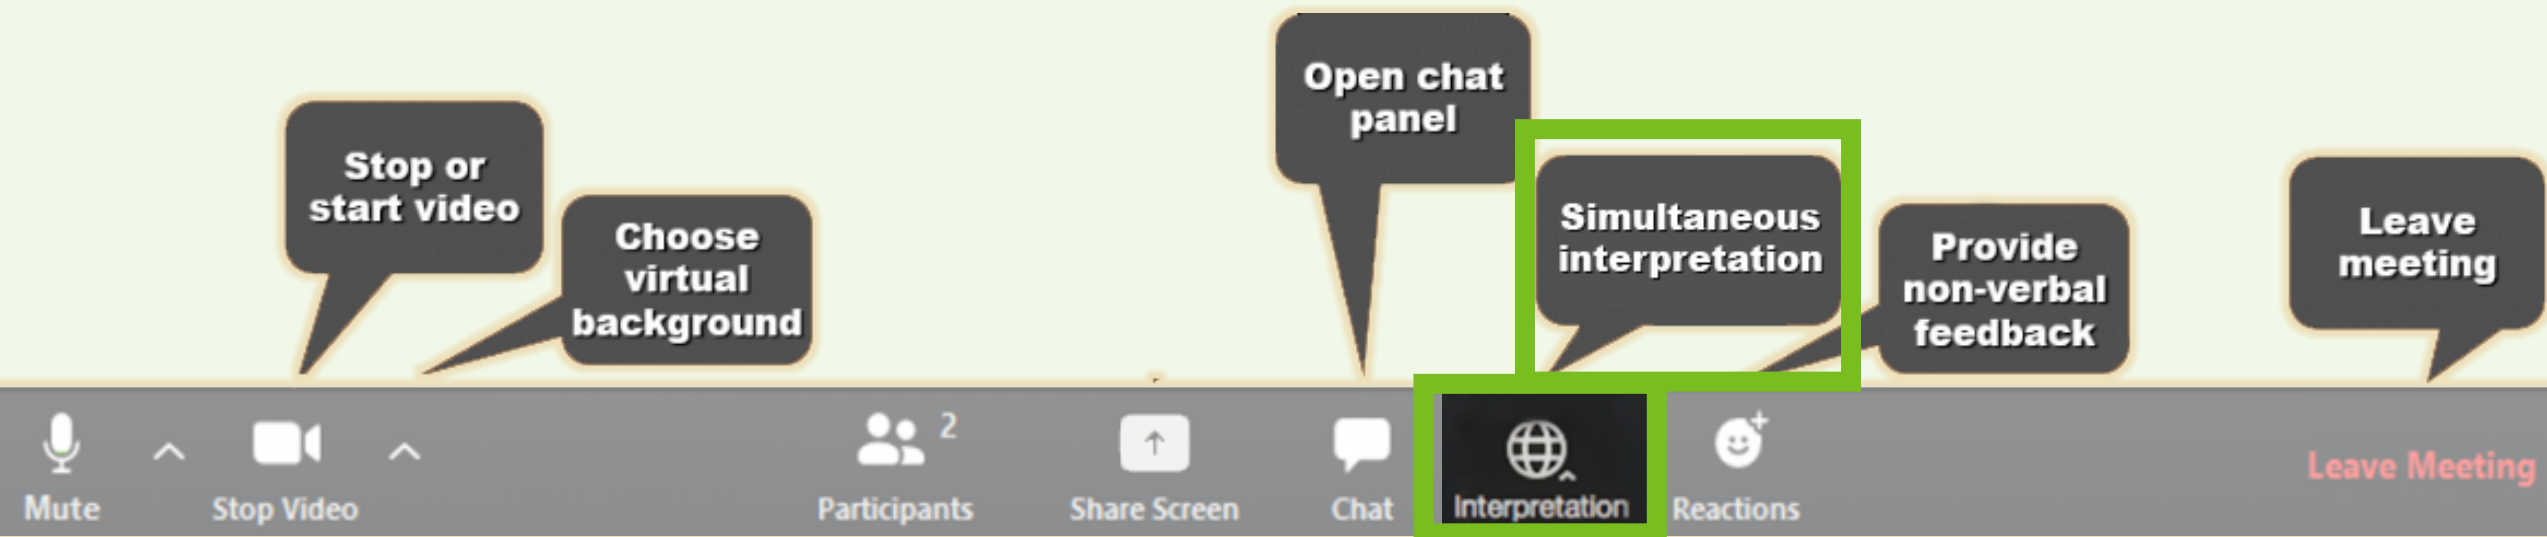 Open chat
panel
Stop or
start video
Simultaneous
interpretation
Choose
virtual
background
Provide
non-verbal
feedback
Leave
meeting
2
Mute
Stop Video
Participants
Share Screen
Chat
Interpretation
Reactions
Leave Meeting